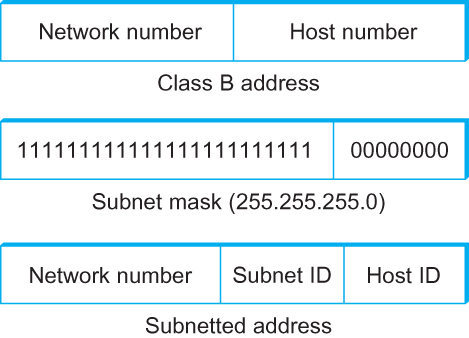 Network number Host number
Class B address
111111111111111111111111 00000000
Subnet mask (255.255.255.0)
Network number Subnet ID Host ID
Subnetted address